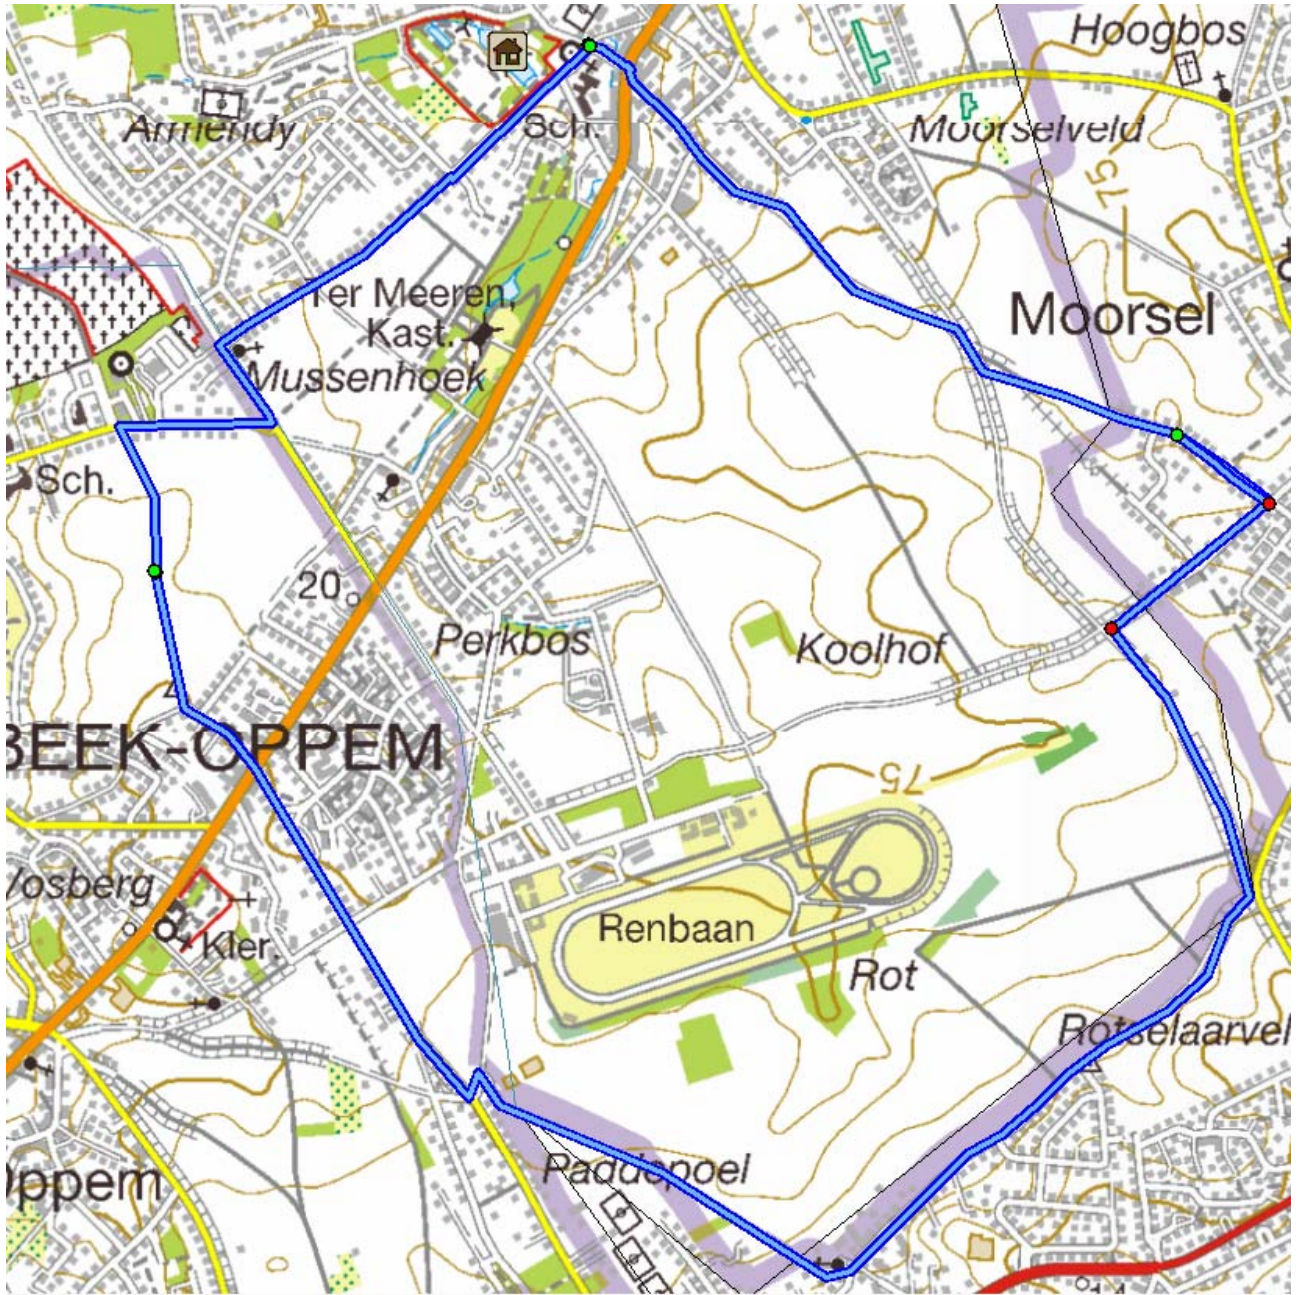 Hoogbos
Armendy
Sch.
Moorselveld
75
Ter Meeren,
Kast.
Moorsel
Mussenhoek
Sch.
20
Perkbos
Koolhof
BEEK-OPPEM
75
Vosberg
Renbaan
Kler.
Rot
Rotselaarvel
Paddepoel
Oppem